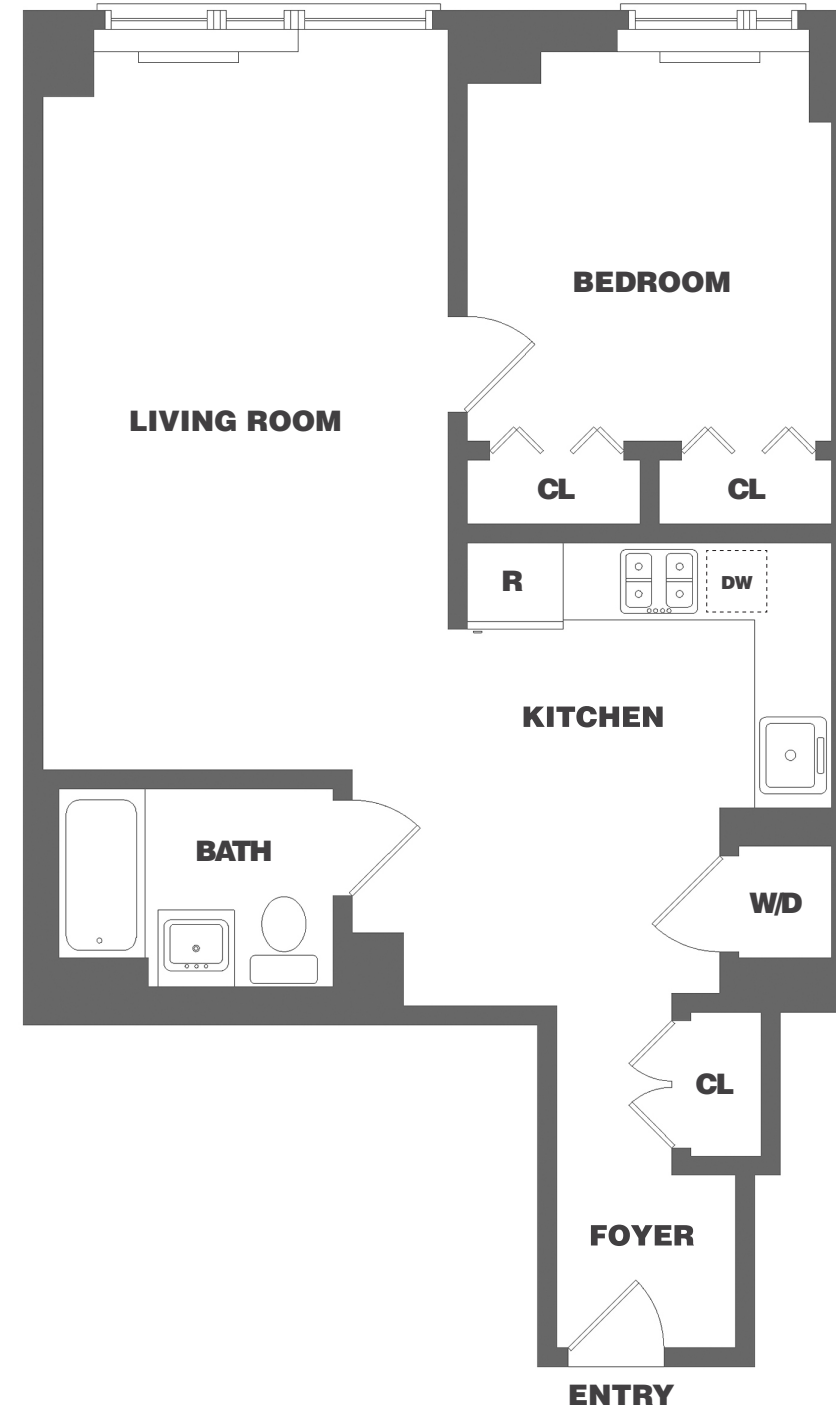 BEDROOM
LIVING ROOM
CL
CL
R
DW
KITCHEN
BATH
W/D
CL
FOYER
ENTRY